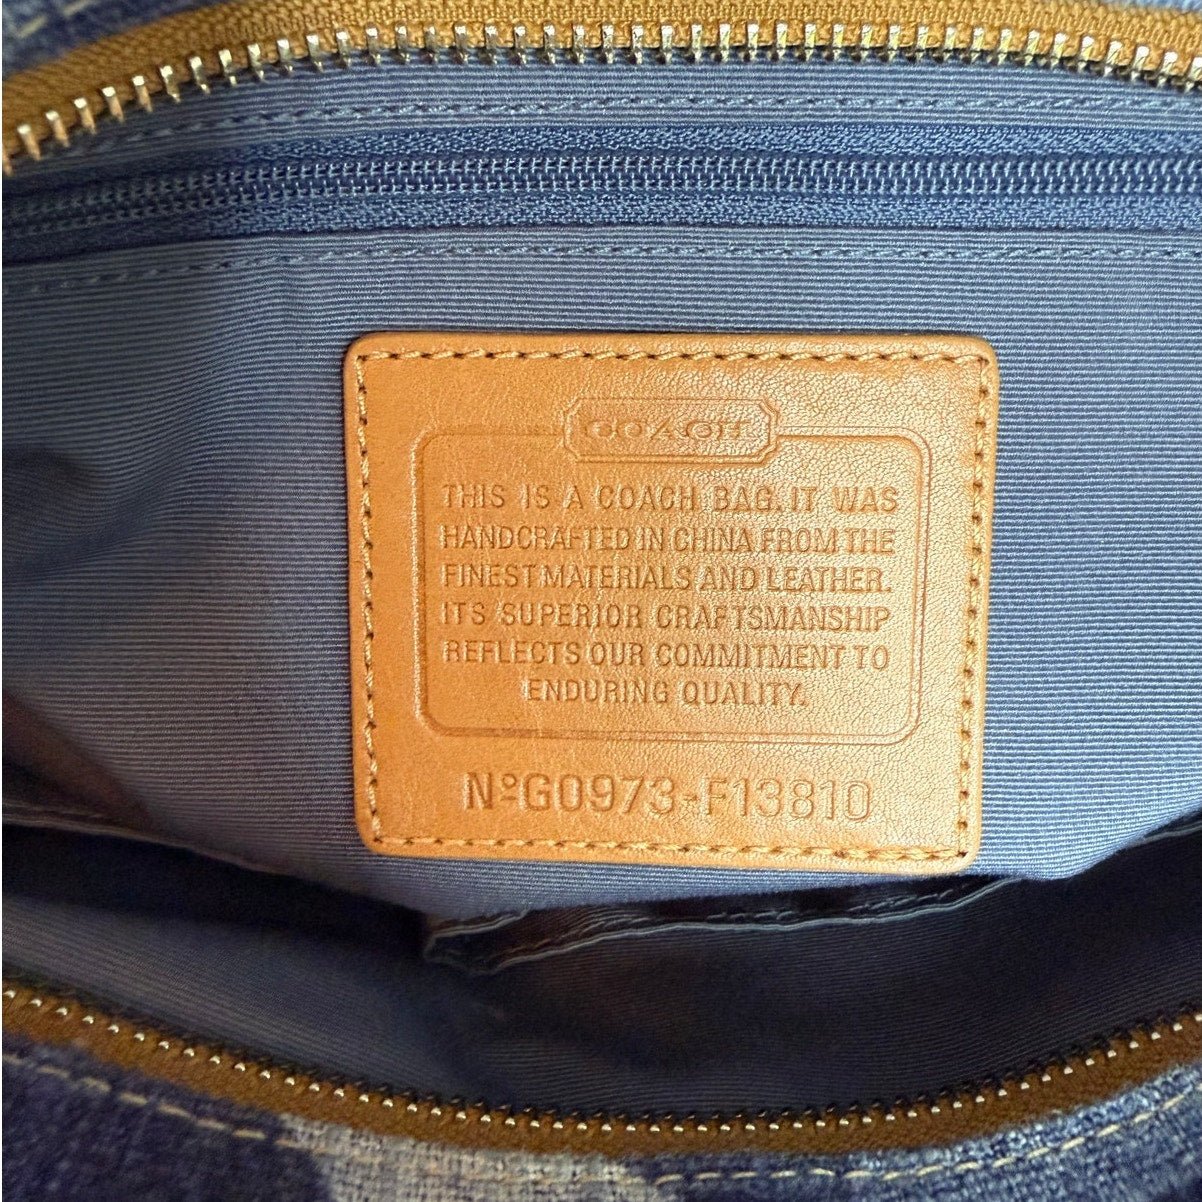 COACH
THIS IS A COACH BAG. IT WAS
HANDCRAFTED IN CHINA FROM THE
FINEST MATERIALS AND LEATHER.
ITS SUPERIOR CRAFTSMANSHIP
REFLECTS OUR COMMITMENT TO
ENDURING QUALITY.
NºG0973-F13810